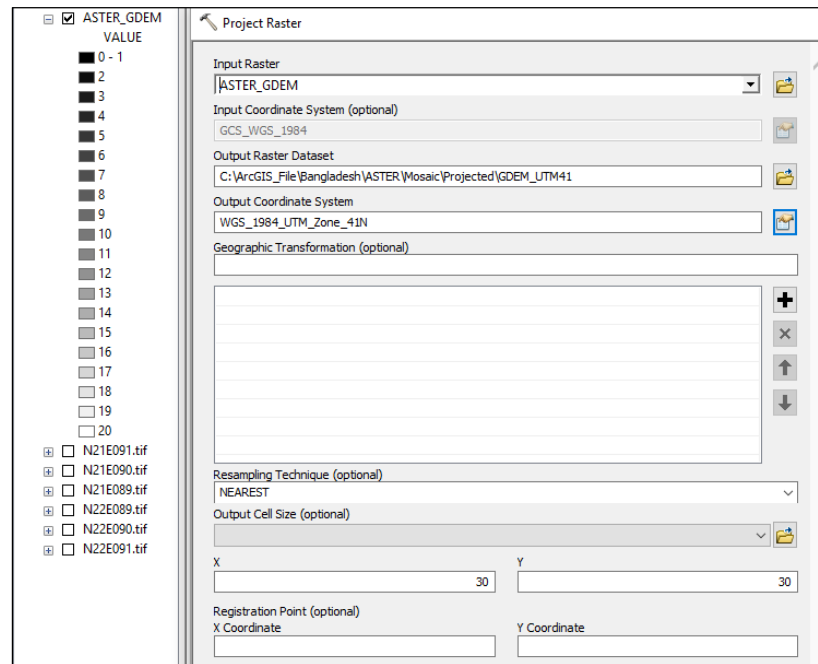 ASTER_GDEM
VALUE
0 - 1
2
3
4
5
6
7
8
9
10
11
12
13
14
15
16
17
18
19
20
N21E091.tif
N21E090.tif
N21E089.tif
N22E089.tif
N22E090.tif
N22E091.tif
Project Raster
Input Raster
ASTER_GDEM
Input Coordinate System (optional)
GCS_WGS_1984
Output Raster Dataset
C:\ArcGIS_File\Bangladesh\ASTER\Mosaic\Projected\GDEM_UTM41
Output Coordinate System
WGS_1984_UTM_Zone_41N
Geographic Transformation (optional)
Resampling Technique (optional)
NEAREST
Output Cell Size (optional)
X Y
30 30
Registration Point (optional)
X Coordinate Y Coordinate